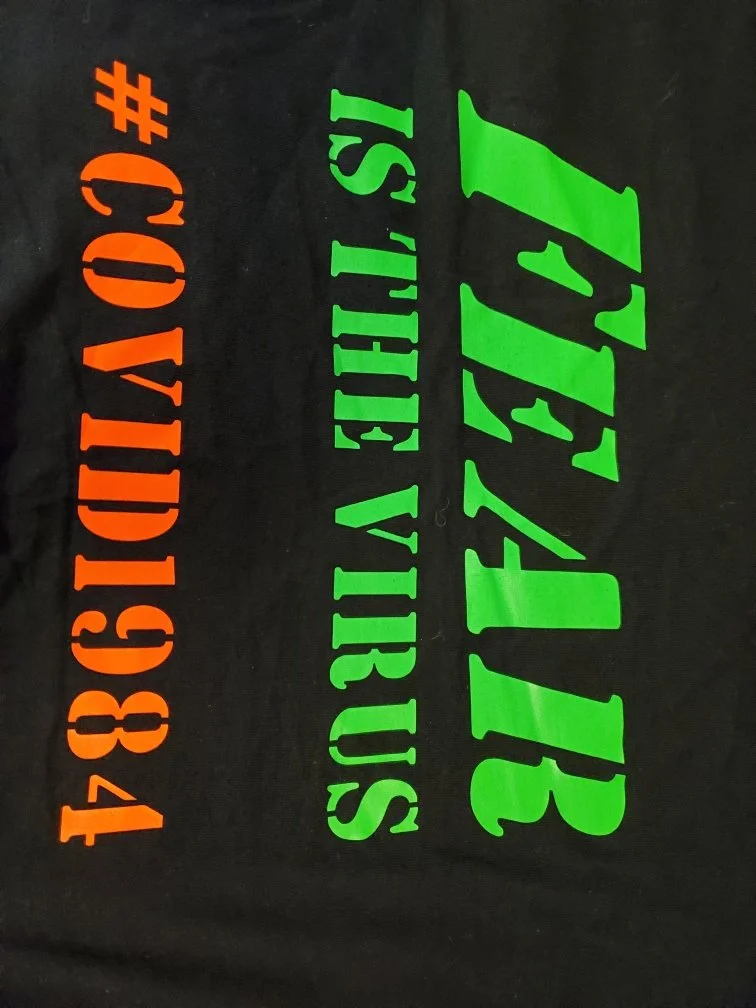 FEAR
IS THE VIRUS
#COVID1984